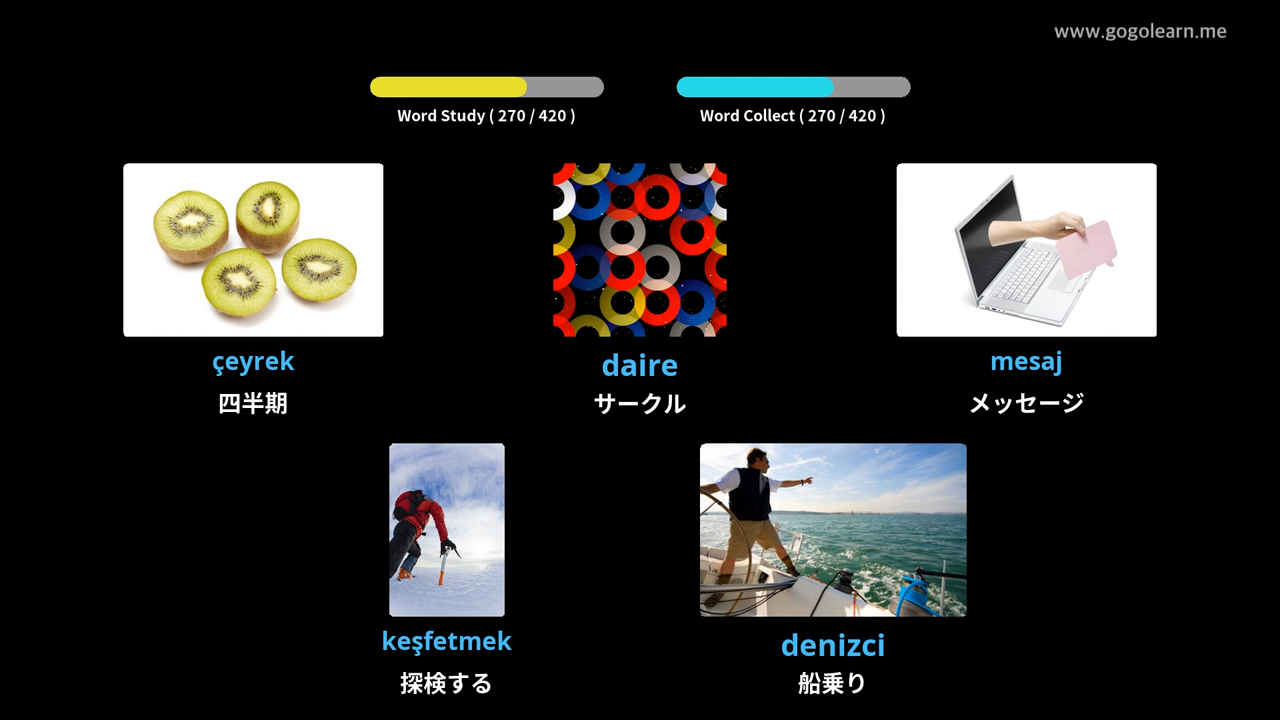 www.gogolearn.me
Word Study ( 270 / 420 )
Word Collect ( 270 / 420 )
çeyrek
四半期
daire
サークル
mesaj
メッセージ
keşfetmek
探検する
denizci
船乗り